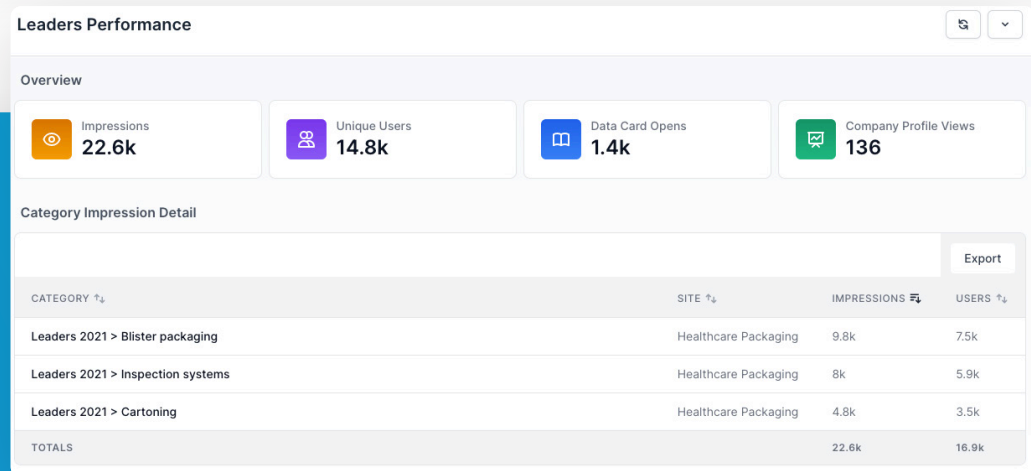 Leaders Performance
Overview
Impressions
22.6k
Unique Users
14.8k
Data Card Opens
1.4k
Company Profile Views
136
Category Impression Detail
Export
CATEGORY SITE IMPRESSIONS USERS
Leaders 2021 > Blister packaging Healthcare Packaging 9.8k 7.5k
Leaders 2021 > Inspection systems Healthcare Packaging 8k 5.9k
Leaders 2021 > Cartoning Healthcare Packaging 4.8k 3.5k
TOTALS 22.6k 16.9k